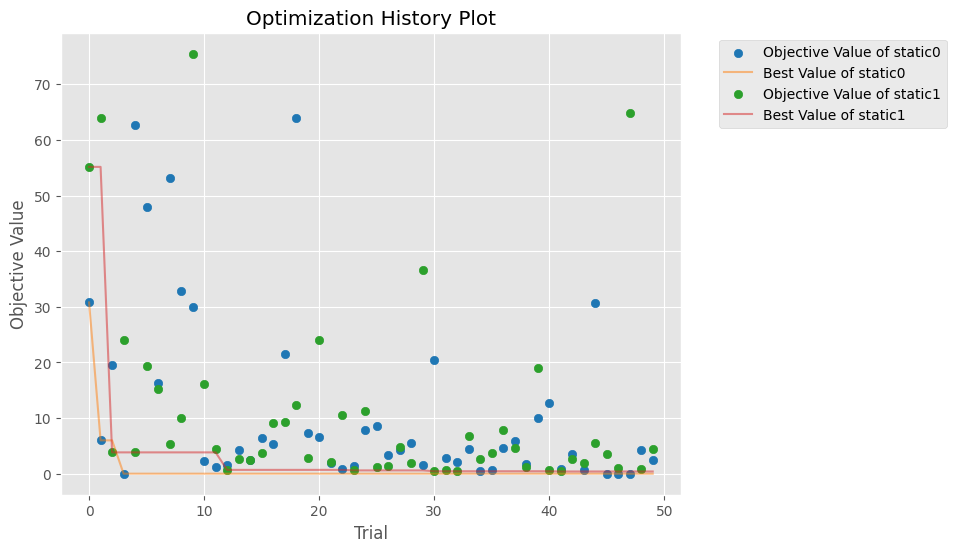 Optimization History Plot
Objective Value
70
60
50
40
30
20
10
0
0
10
20
30
40
50
Trial
Objective Value of static0
Best Value of static0
Objective Value of static1
Best Value of static1